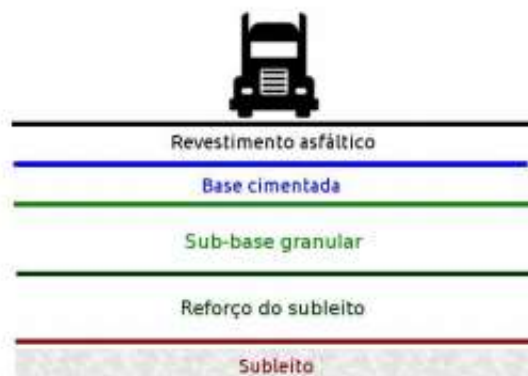 Revestimento asfáltico
Base cimentada
Sub-base granular
Reforço do subleito
Subleito